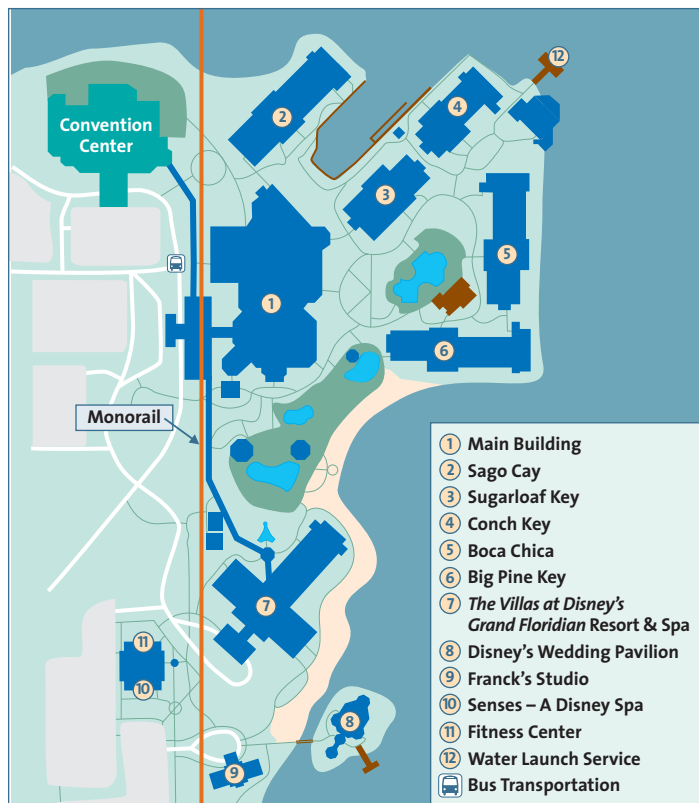 12
Convention
Center
2
4
3
5
1
6
Monorail
7
11
10
8
9
1 Main Building
2 Sago Cay
3 Sugarloaf Key
4 Conch Key
5 Boca Chica
6 Big Pine Key
7 The Villas at Disney's
Grand Floridian Resort & Spa
8 Disney's Wedding Pavilion
9 Franck's Studio
10 Senses – A Disney Spa
11 Fitness Center
12 Water Launch Service
Bus Transportation